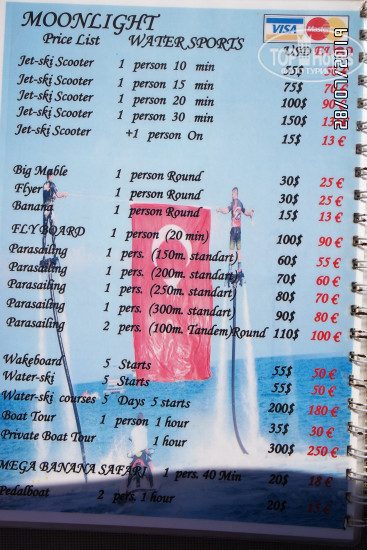 MOONLIGHT
VISA MasterCard
Price List WATER SPORTS USD EURO
Jet-ski Scooter 1 person 10 min 55$
Jet-ski Scooter 1 person 15 min 75$
Jet-ski Scooter 1 person 20 min 100$ 90
Jet-ski Scooter 1 person 30 min 150$
Jet-ski Scooter +1 person On 15$ 13 €
Big Mable 1 person Round 30$ 25 €
Flyer 1 person Round 30$ 25 €
Banana 1 person Round 15$ 13 €
FLYBOARD 1 person (20 min) 100$ 90 €
Parasailing 1 pers. (150m. standart) 60$ 55 €
Parasailing 1 pers. (200m. standart) 70$ 60 €
Parasailing 1 pers. (250m. standart) 80$ 70 €
Parasailing 1 pers. (300m. standart) 90$ 80 €
Parasailing 2 pers. (100m. Tandem)Round 110$ 100 €
Wakeboard 5 Starts 55$ 50 €
Water-ski 5 Starts 55$ 50 €
Water-ski courses 5 Days 5 starts 200$ 180 €
Boat Tour 1 person 1 hour 35$ 30 €
Private Boat Tour 1 hour 300$ 250 €
MEGA BANANA SAFARI 1 pers. 40 Min 20$ 18 €
Pedalboat 2 pers. 1 hour 20$